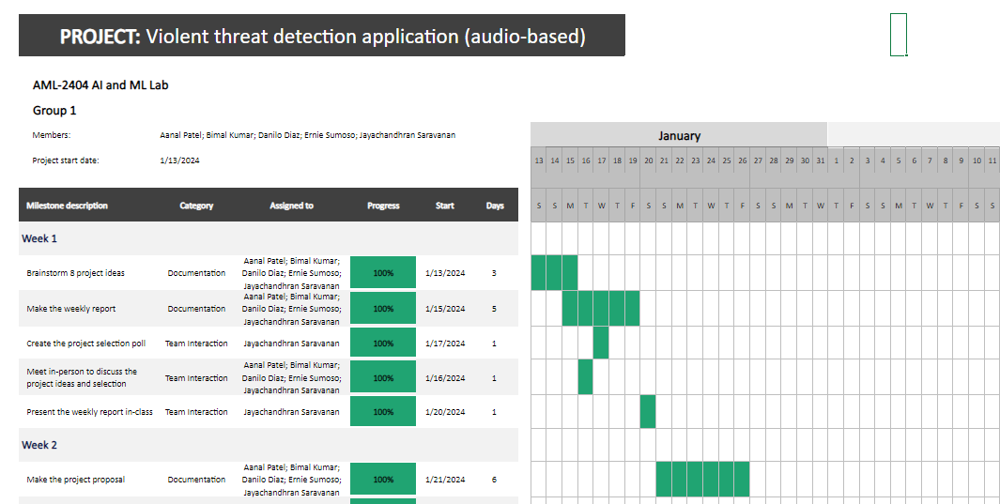 PROJECT: Violent threat detection application (audio-based)
AML-2404 AI and ML Lab
Group 1
Members: Aanal Patel; Bimal Kumar; Danilo Diaz; Ernie Sumoso; Jayachandhran Saravanan
January
Project start date: 1/13/2024
13 14 15 16 17 18 19 20 21 22 23 24 25 26 27 28 29 30 31 1 2 3 4 5 6 7 8 9 10 11
Milestone description Category Assigned to Progress Start Days
S S M T W T F S S M T W T F S S M T W T F S S M T W T F S S
Week 1
Brainstorm 8 project ideas Documentation Aanal Patel; Bimal Kumar;
Danilo Diaz; Ernie Sumoso;
Jayachandhran Saravanan 100% 1/13/2024 3
Make the weekly report Documentation Aanal Patel; Bimal Kumar;
Danilo Diaz; Ernie Sumoso;
Jayachandhran Saravanan 100% 1/15/2024 5
Create the project selection poll Team Interaction Jayachandhran Saravanan 100% 1/17/2024 1
Meet in-person to discuss the
project ideas and selection Team Interaction Aanal Patel; Bimal Kumar;
Danilo Diaz; Ernie Sumoso;
Jayachandhran Saravanan 100% 1/16/2024 1
Present the weekly report in-class Team Interaction Jayachandhran Saravanan 100% 1/20/2024 1
Week 2
Make the project proposal Documentation Aanal Patel; Bimal Kumar;
Danilo Diaz; Ernie Sumoso;
Jayachandhran Saravanan 100% 1/21/2024 6